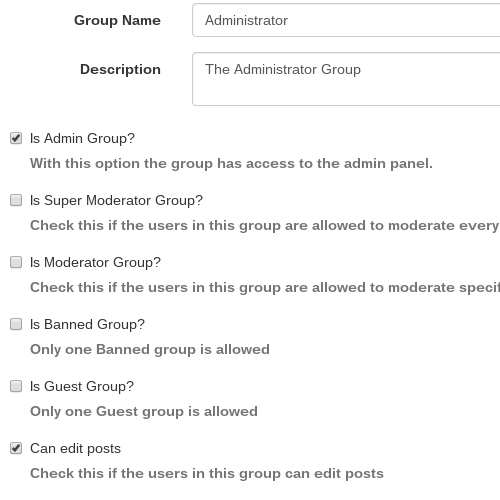 Group Name Administrator
Description The Administrator Group
Is Admin Group?
With this option the group has access to the admin panel.
Is Super Moderator Group?
Check this if the users in this group are allowed to moderate every
Is Moderator Group?
Check this if the users in this group are allowed to moderate specif
Is Banned Group?
Only one Banned group is allowed
Is Guest Group?
Only one Guest group is allowed
Can edit posts
Check this if the users in this group can edit posts